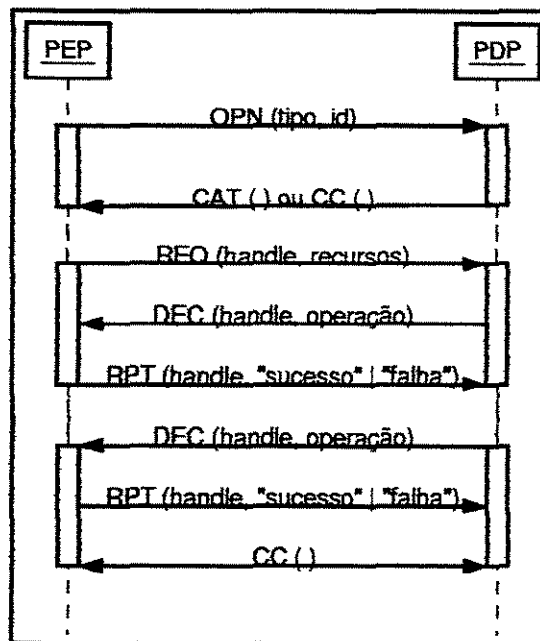 PEP
PDP
OPN (tipo, id)
CAT ( ) ou CC ( )
REQ (handle, recursos)
DEC (handle, operação)
RPT (handle, "sucesso" | "falha")
DEC (handle, operação)
RPT (handle, "sucesso" | "falha")
CC ( )